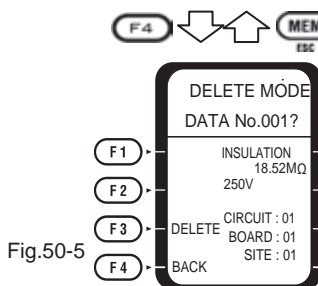 F4 MEM
ESC
DELETE MODE
DATA No.001?
F1 INSULATION
18.52MΩ
F2 250V
CIRCUIT : 01
F3 DELETE BOARD : 01
SITE : 01
F4 BACK
Fig.50-5